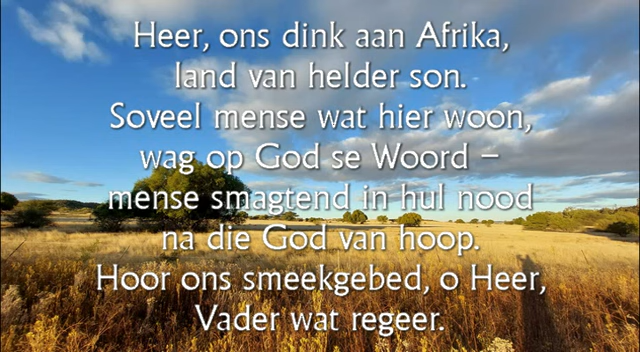 Heer, ons dink aan Afrika,
land van helder son.
Soveel mense wat hier woon,
wag op God se Woord –
mense smagtend in hul nood
na die God van hoop.
Hoor ons smeekgebed, o Heer,
Vader wat regeer.